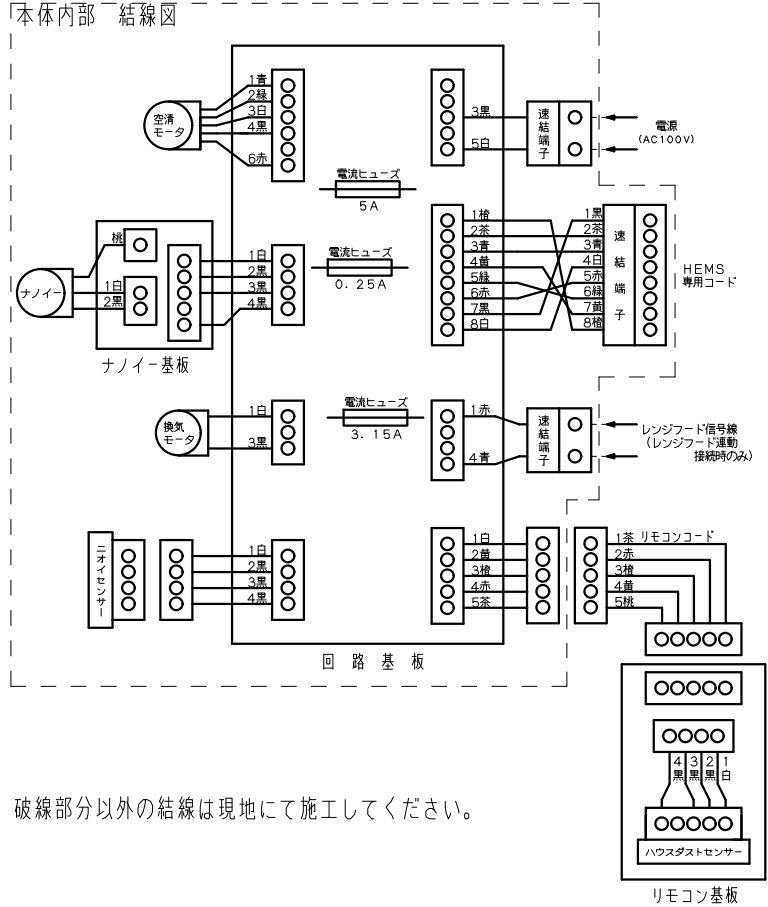 本体内部 結線図
空清
モータ
1青
2緑
3白
4黒
6赤
電流ヒューズ
5A
3黒
5白
速結端子
電源
(AC100V)
ナノイー
桃
1白
2黒
ナノイー基板
1白
2黒
3黒
4黒
電流ヒューズ
0.25A
1橙
2茶
3青
4黄
5緑
6赤
7黒
8白
1黒
2茶
3青
4白
5赤
6緑
7黄
8橙
速結端子
HEMS
専用コード
換気
モータ
1白
3黒
電流ヒューズ
3.15A
1赤
4青
速結端子
レンジフード信号線
(レンジフード連動
接続時のみ)
ニオイセンサー
1白
2黒
3黒
4黒
1白
2黄
3橙
4赤
5茶
1茶 リモコンコード
2赤
3橙
4黄
5桃
回路基板
4黒
3黒
2黒
1白
ハウスダストセンサー
リモコン基板
破線部分以外の結線は現地にて施工してください。